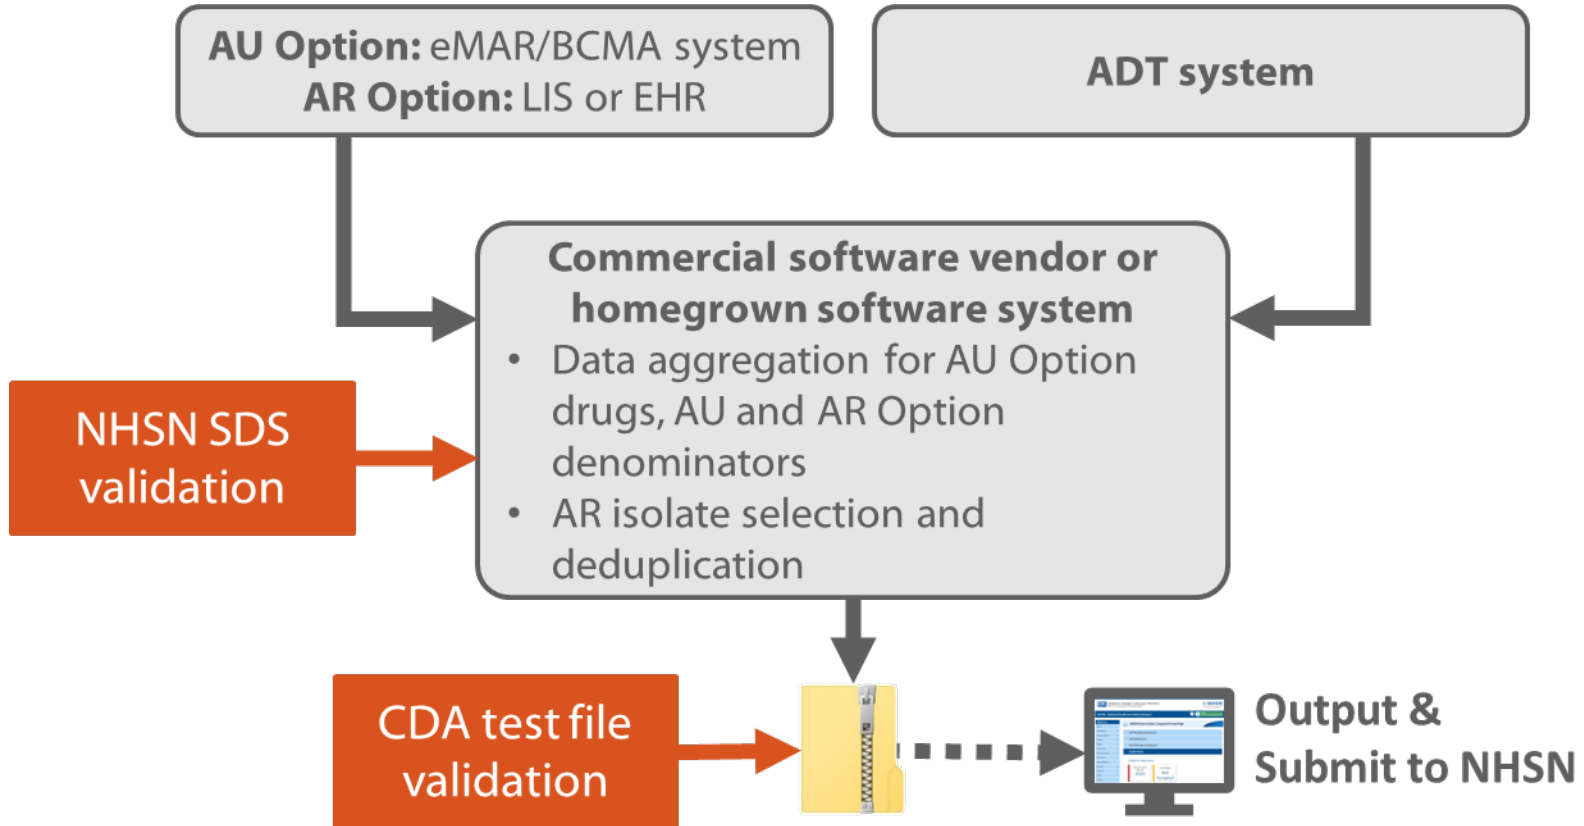 AU Option: eMAR/BCMA system
AR Option: LIS or EHR
ADT system
Commercial software vendor or
homegrown software system
• Data aggregation for AU Option
drugs, AU and AR Option
denominators
• AR isolate selection and
deduplication
NHSN SDS
validation
CDA test file
validation
Output &
Submit to NHSN